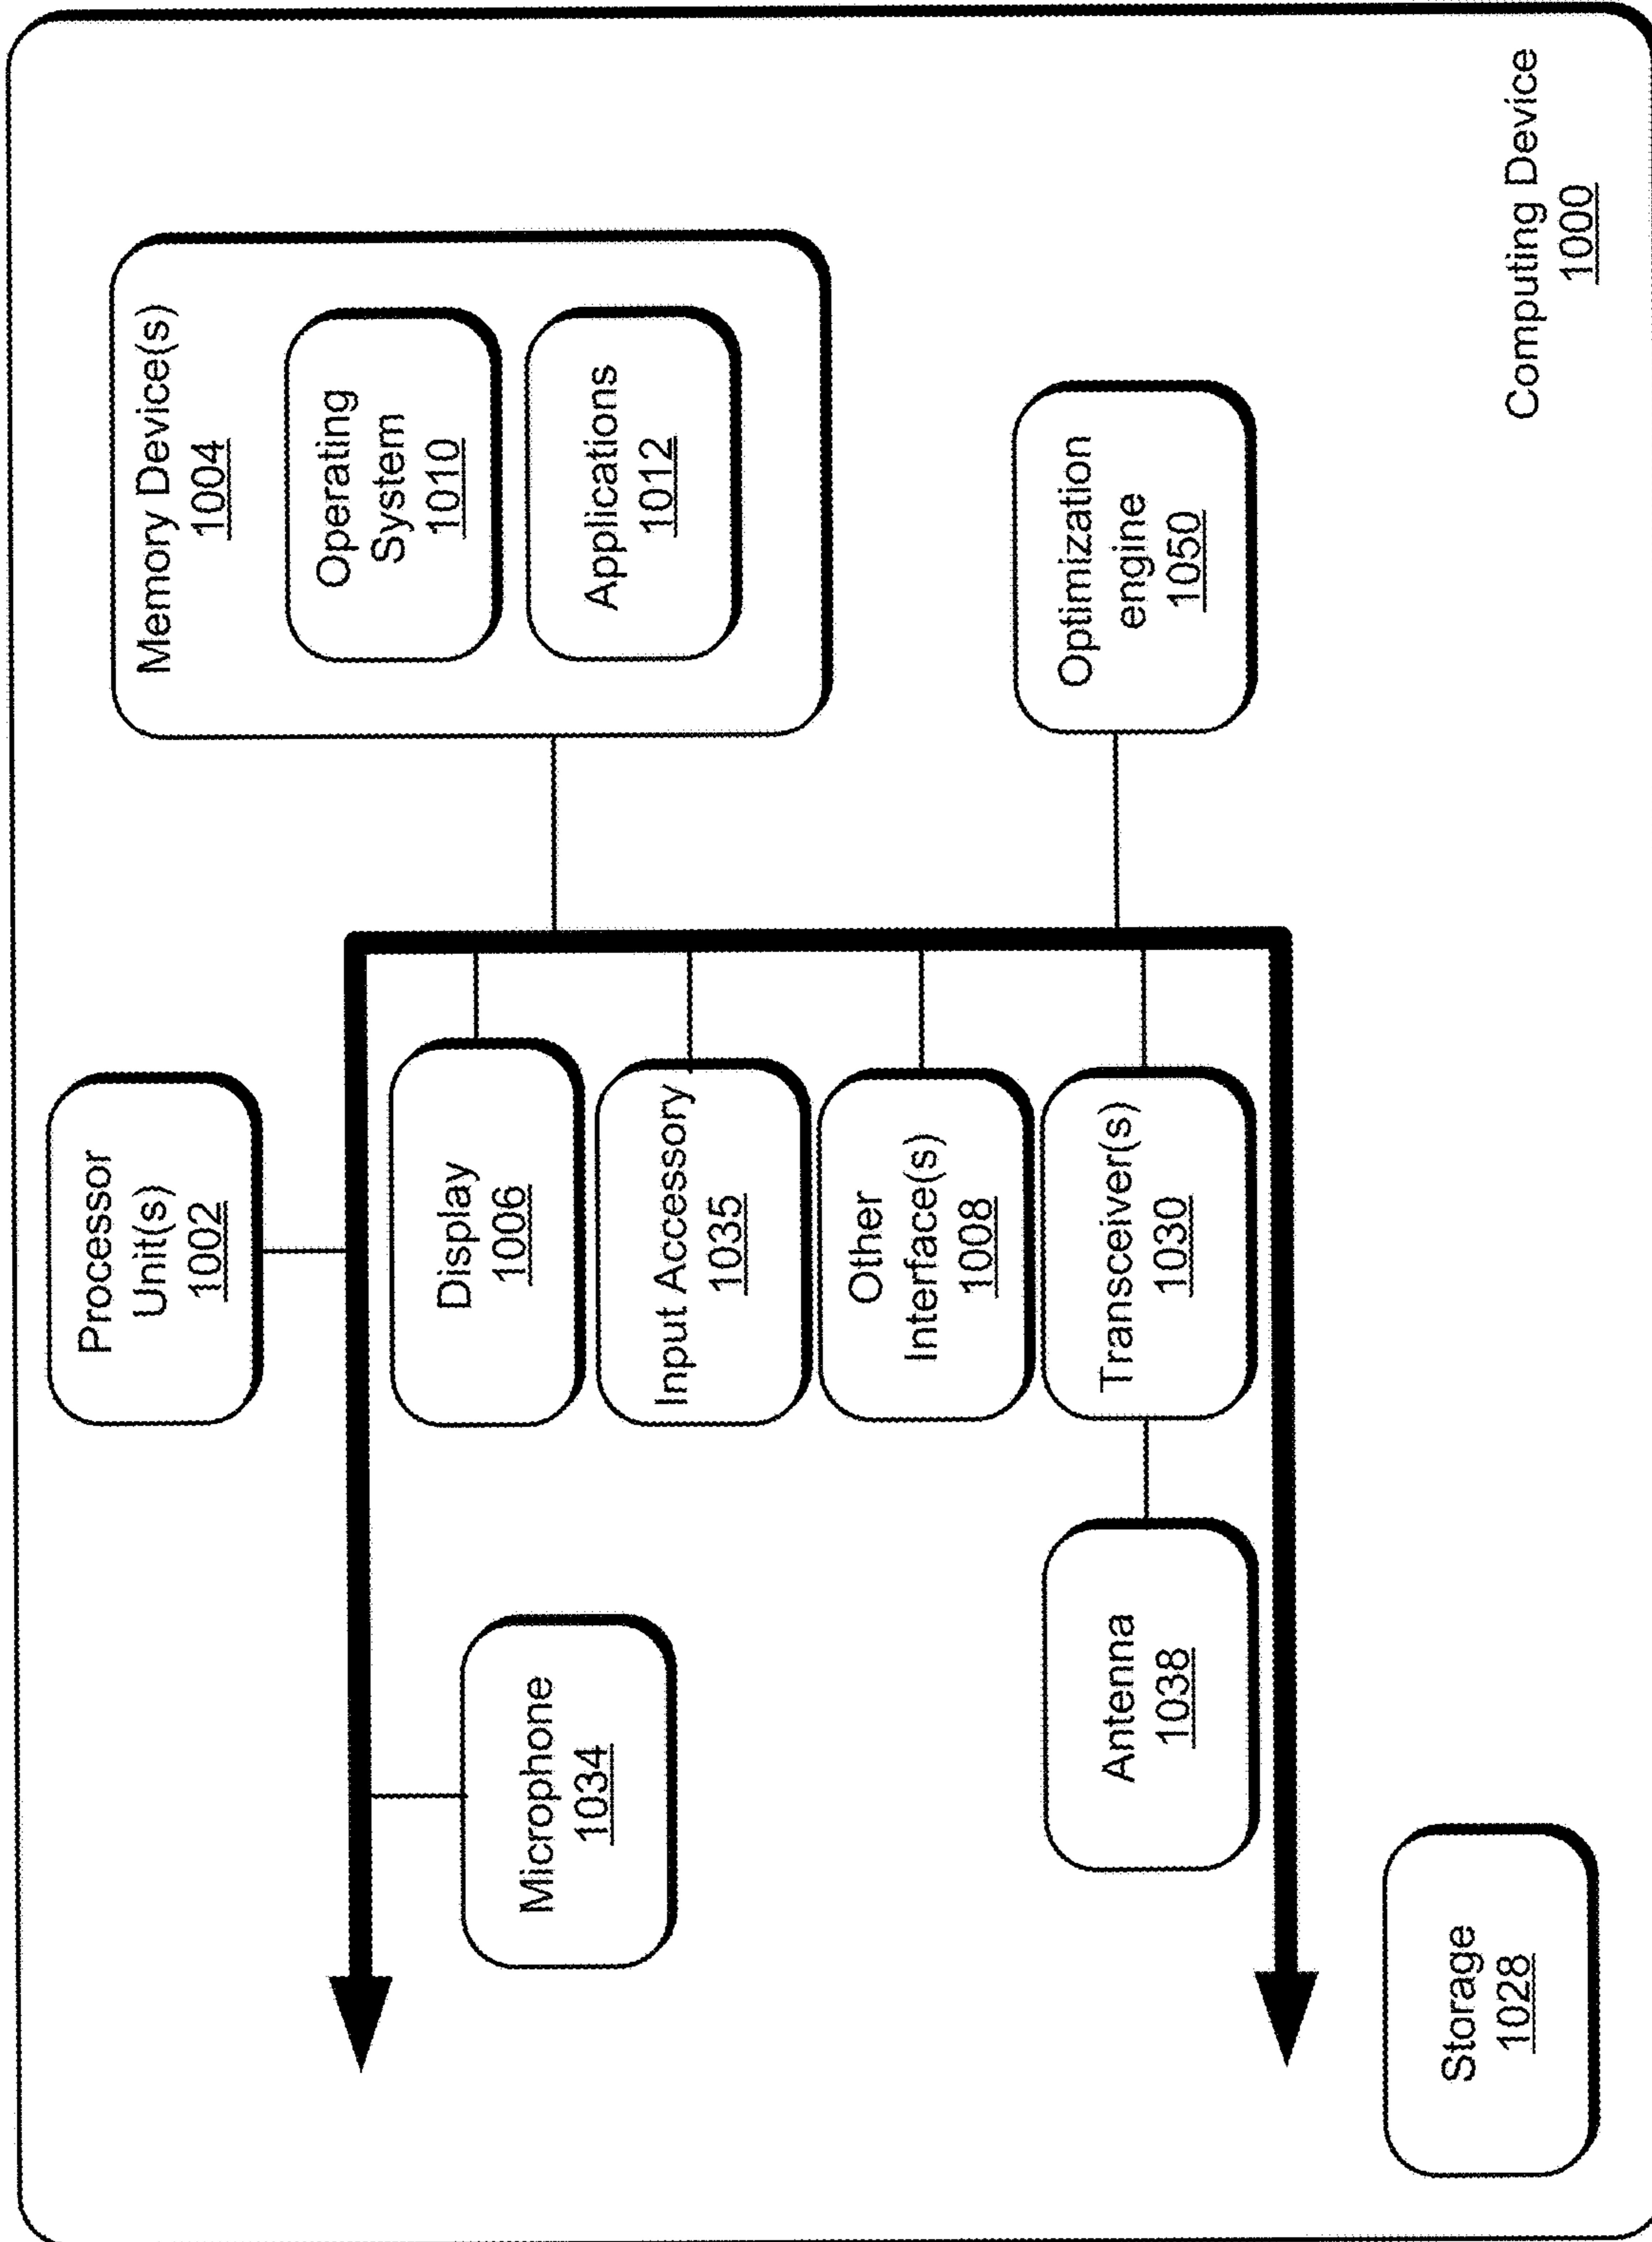 Processor
Unit(s)
1002
Memory Device(s)
1004
Operating
System
1010
Applications
1012
Microphone
1034
Display
1006
Input Accessory
1035
Other
Interface(s)
1008
Antenna
1038
Transceiver(s)
1030
Optimization
engine
1050
Storage
1028
Computing Device
1000